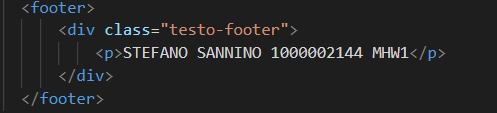 <footer>
<div class="testo-footer">
<p>STEFANO SANNINO 1000002144 MHW1</p>
</div>
</footer>